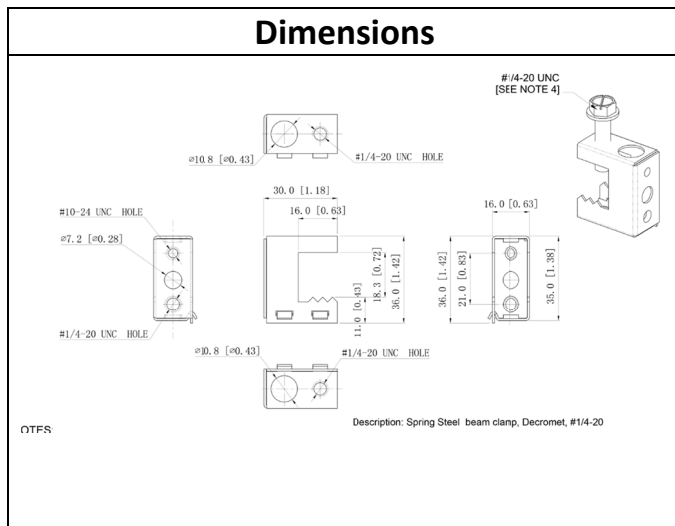 Dimensions
#1/4-20 UNC
[SEE NOTE 4]
⌀10.8 [⌀0.43]
#1/4-20 UNC HOLE
30.0 [1.18]
16.0 [0.63]
#10-24 UNC HOLE
⌀7.2 [⌀0.28]
#1/4-20 UNC HOLE
11.0 [0.43]
18.3 [0.72]
36.0 [1.42]
16.0 [0.63]
36.0 [1.42]
21.0 [0.83]
35.0 [1.38]
⌀10.8 [⌀0.43]
#1/4-20 UNC HOLE
Description: Spring Steel beam clamp, Decromet, #1/4-20
OTES: